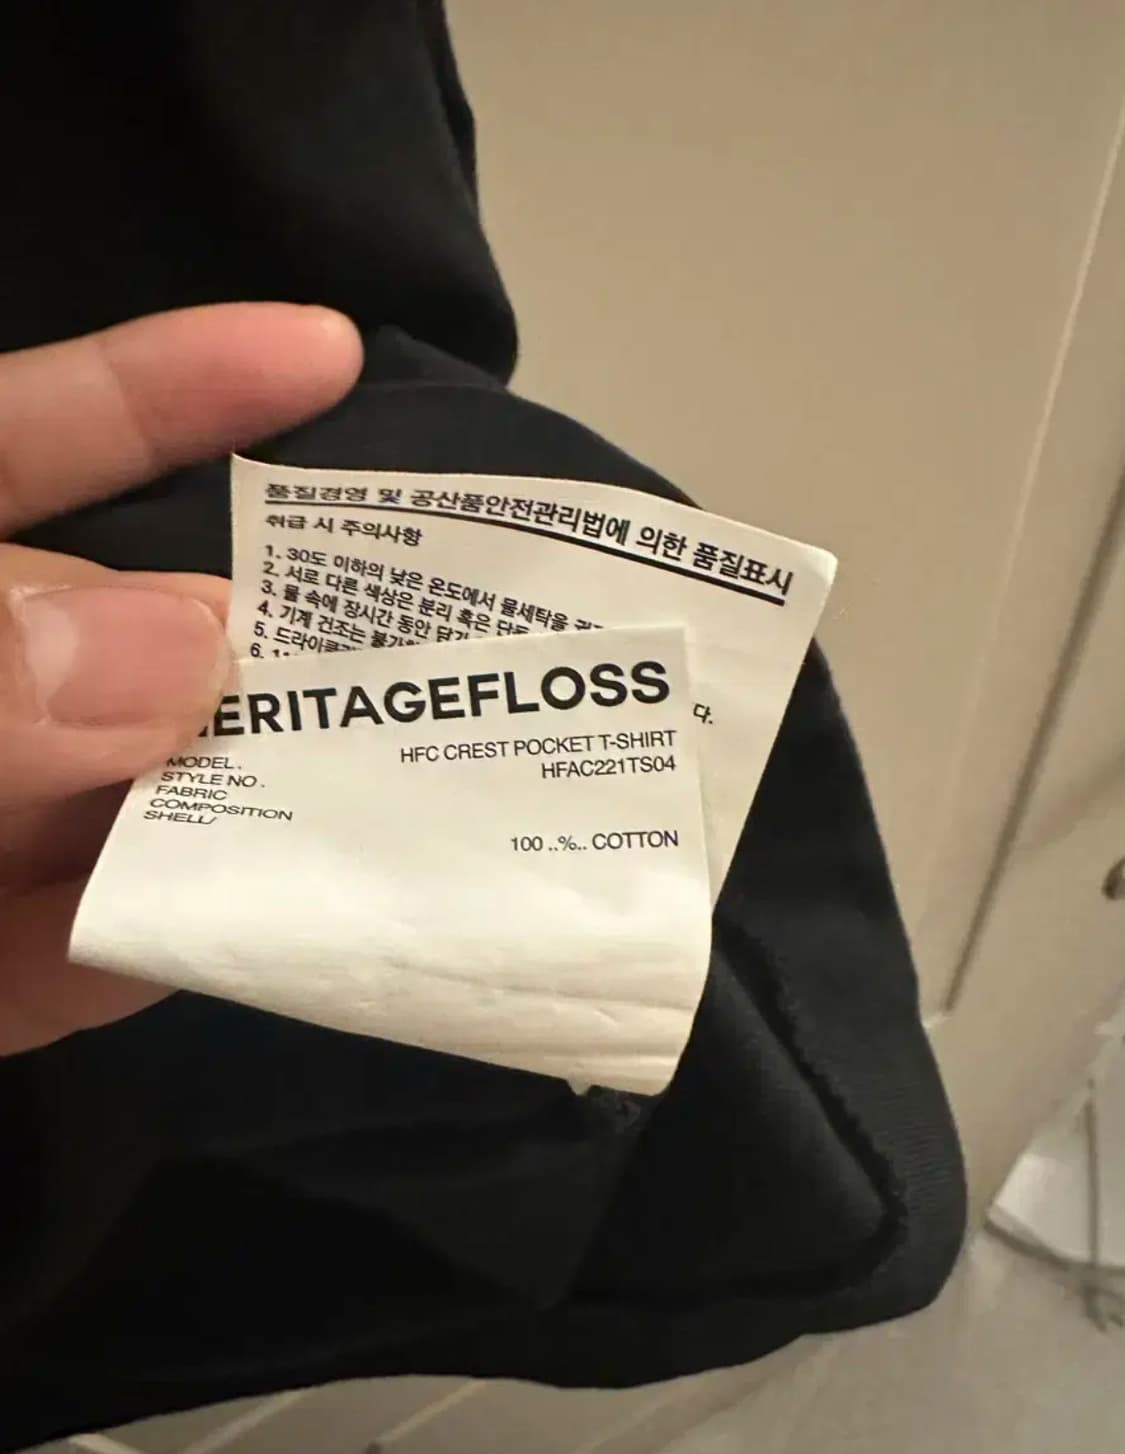 품질경영 및 공산품안전관리법에 의한 품질표시
취급 시 주의사항
1. 30도 이하의 낮은 온도에서 물세탁을
2. 서로 다른 색상은 분리 혹은
3. 물 속에 장시간 동안
4. 기계 건조는
5.
6.
다.
ERITAGEFLOSS
MODEL. HFC CREST POCKET T-SHIRT
STYLE NO. HFAC221TS04
FABRIC
COMPOSITION
SHELL/ 100 ..%.. COTTON